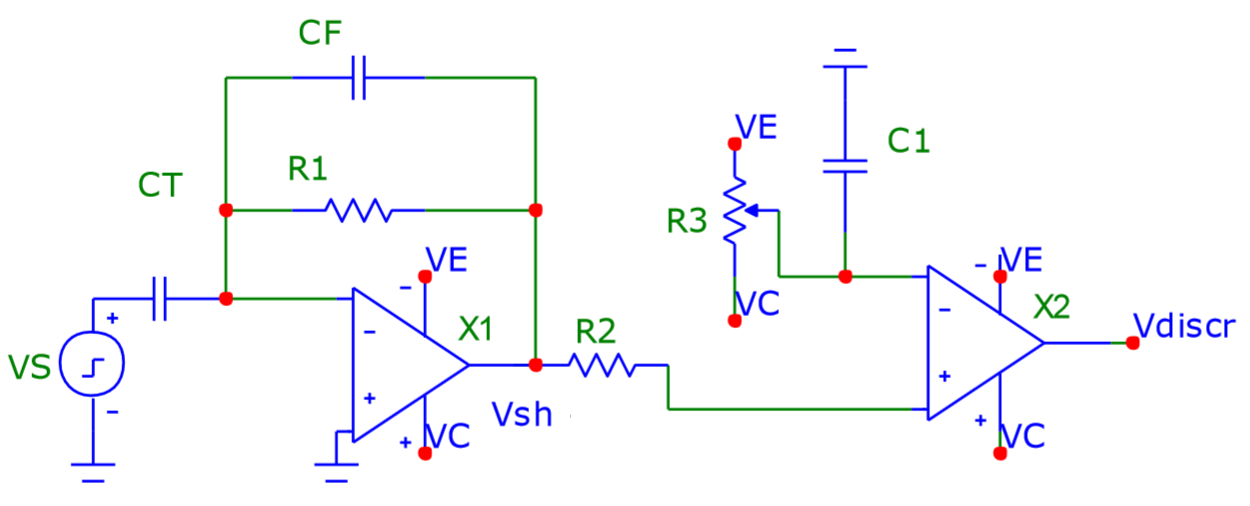 CF
VE
C1
R1
CT
R3
VE
- VE
-
VC
X2
VS
+
-
X1
R2
-
Vdiscr
+
+
-
Vsh
+ VC
+ VC